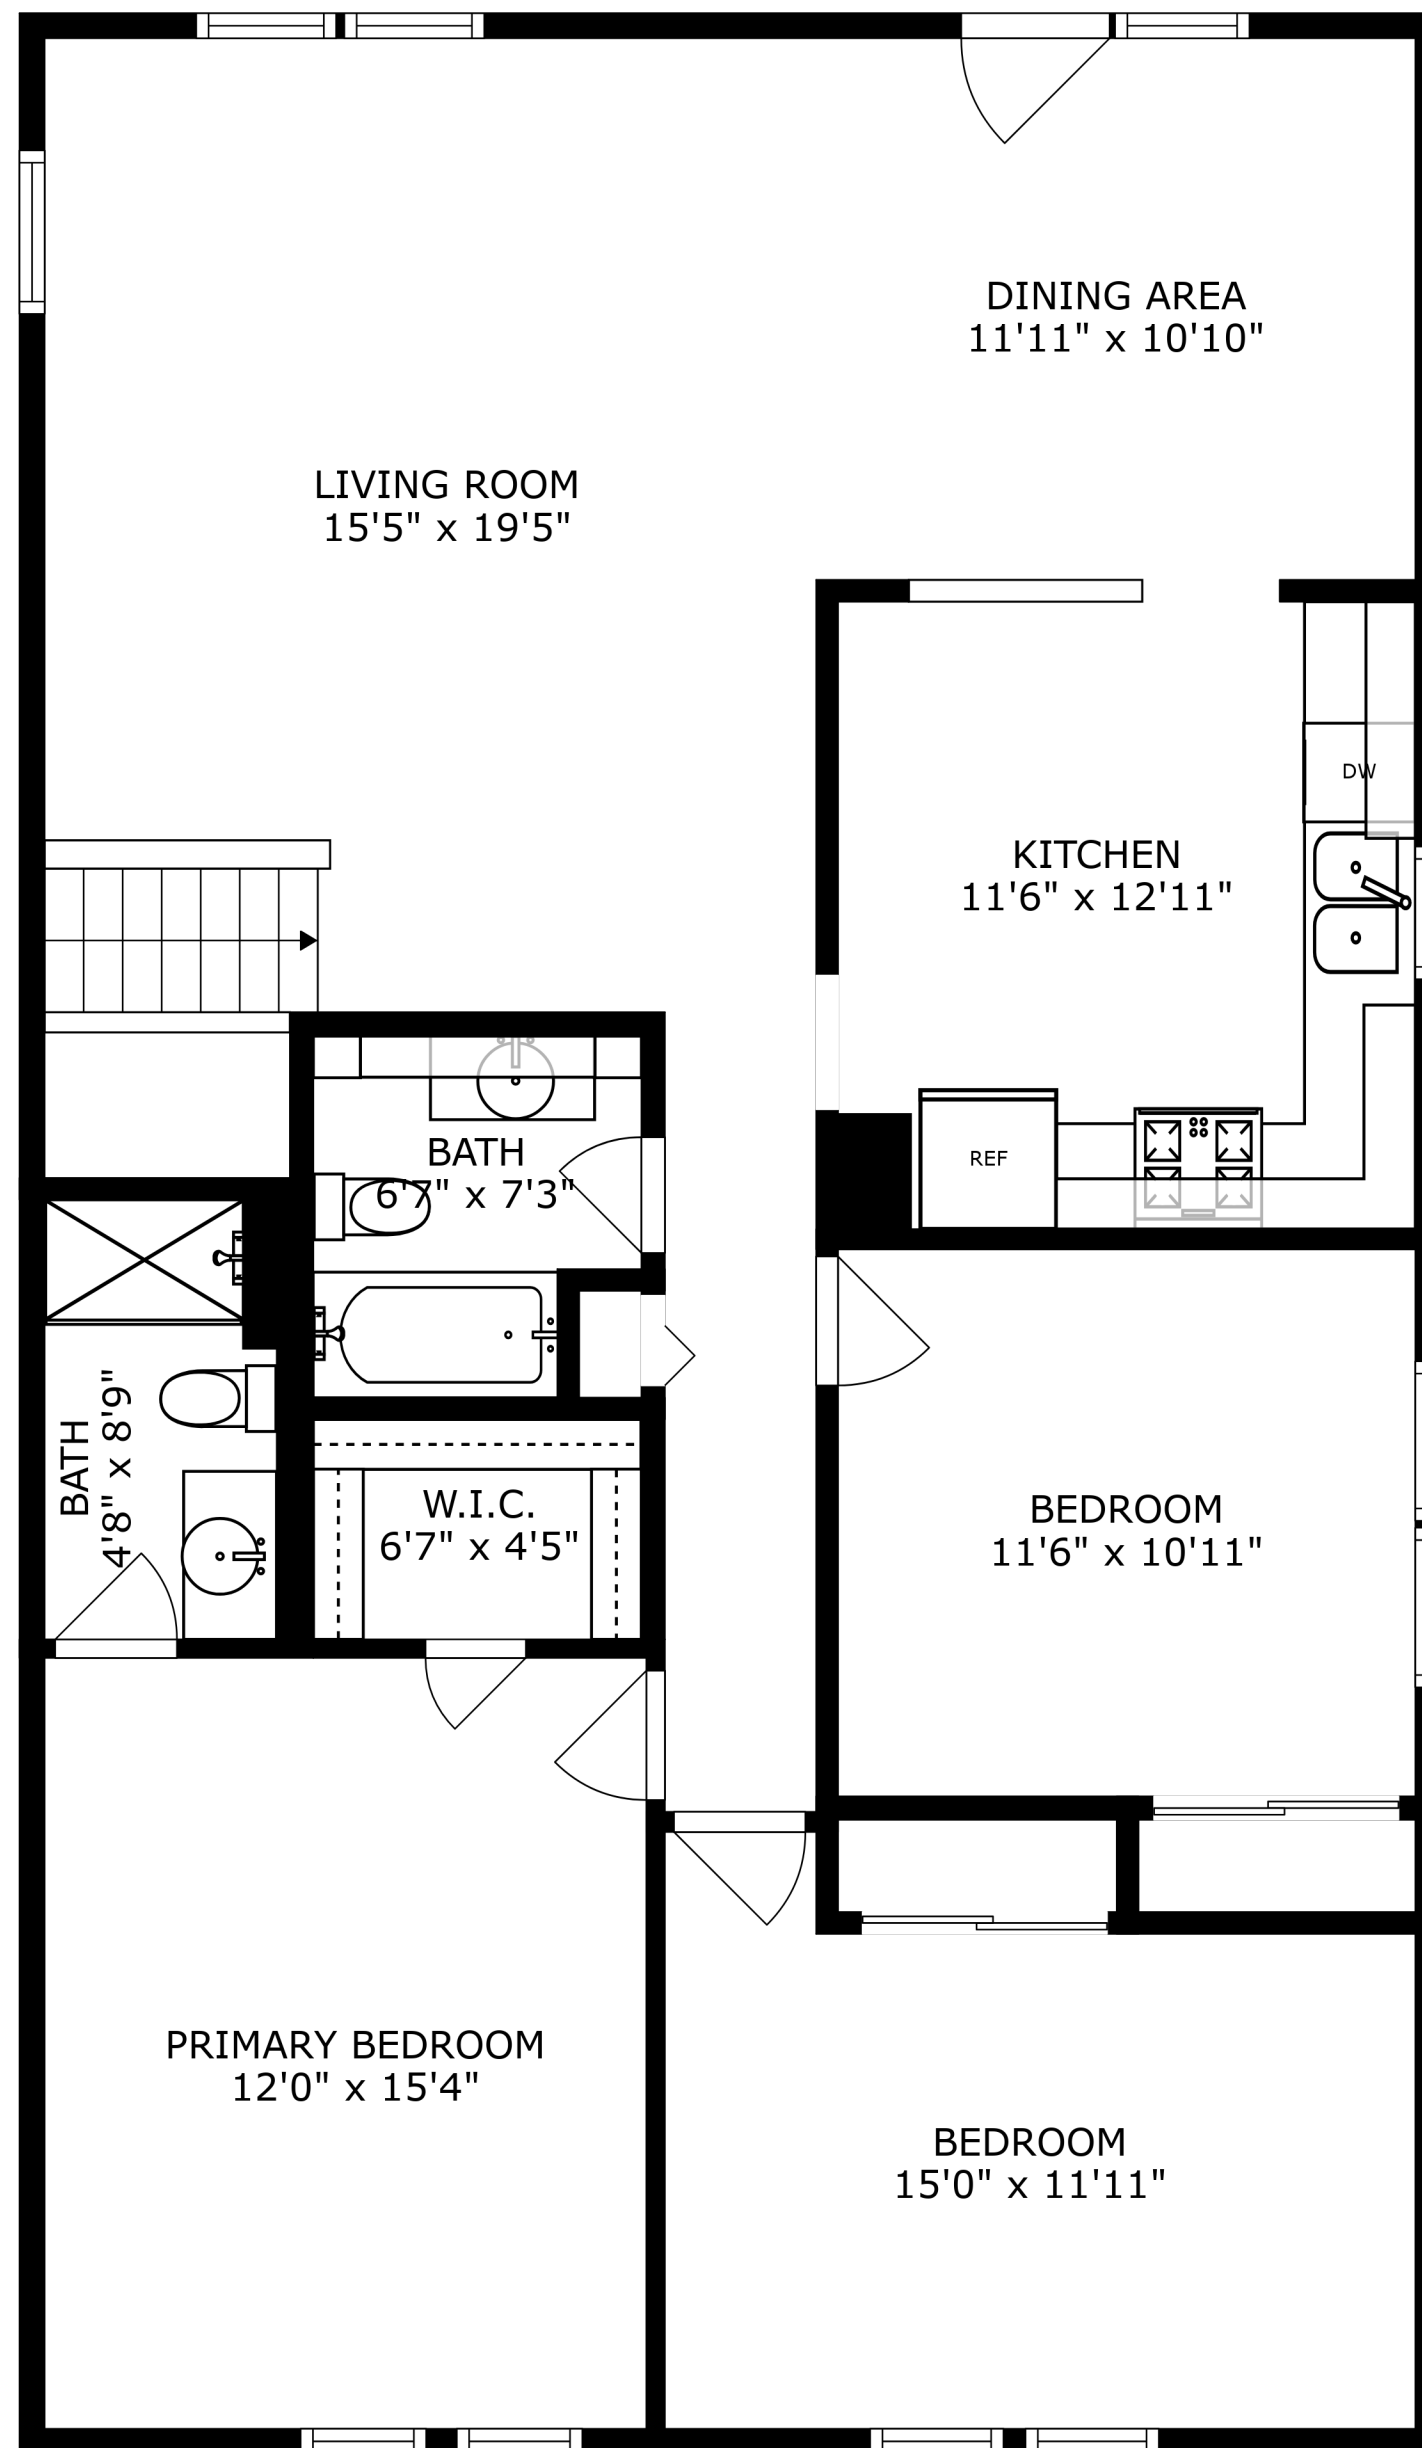 DINING AREA
11'11" x 10'10"
LIVING ROOM
15'5" x 19'5"
DW
KITCHEN
11'6" x 12'11"
REF
BATH
6'7" x 7'3"
BATH
4'8" x 8'9"
W.I.C.
6'7" x 4'5"
BEDROOM
11'6" x 10'11"
PRIMARY BEDROOM
12'0" x 15'4"
BEDROOM
15'0" x 11'11"